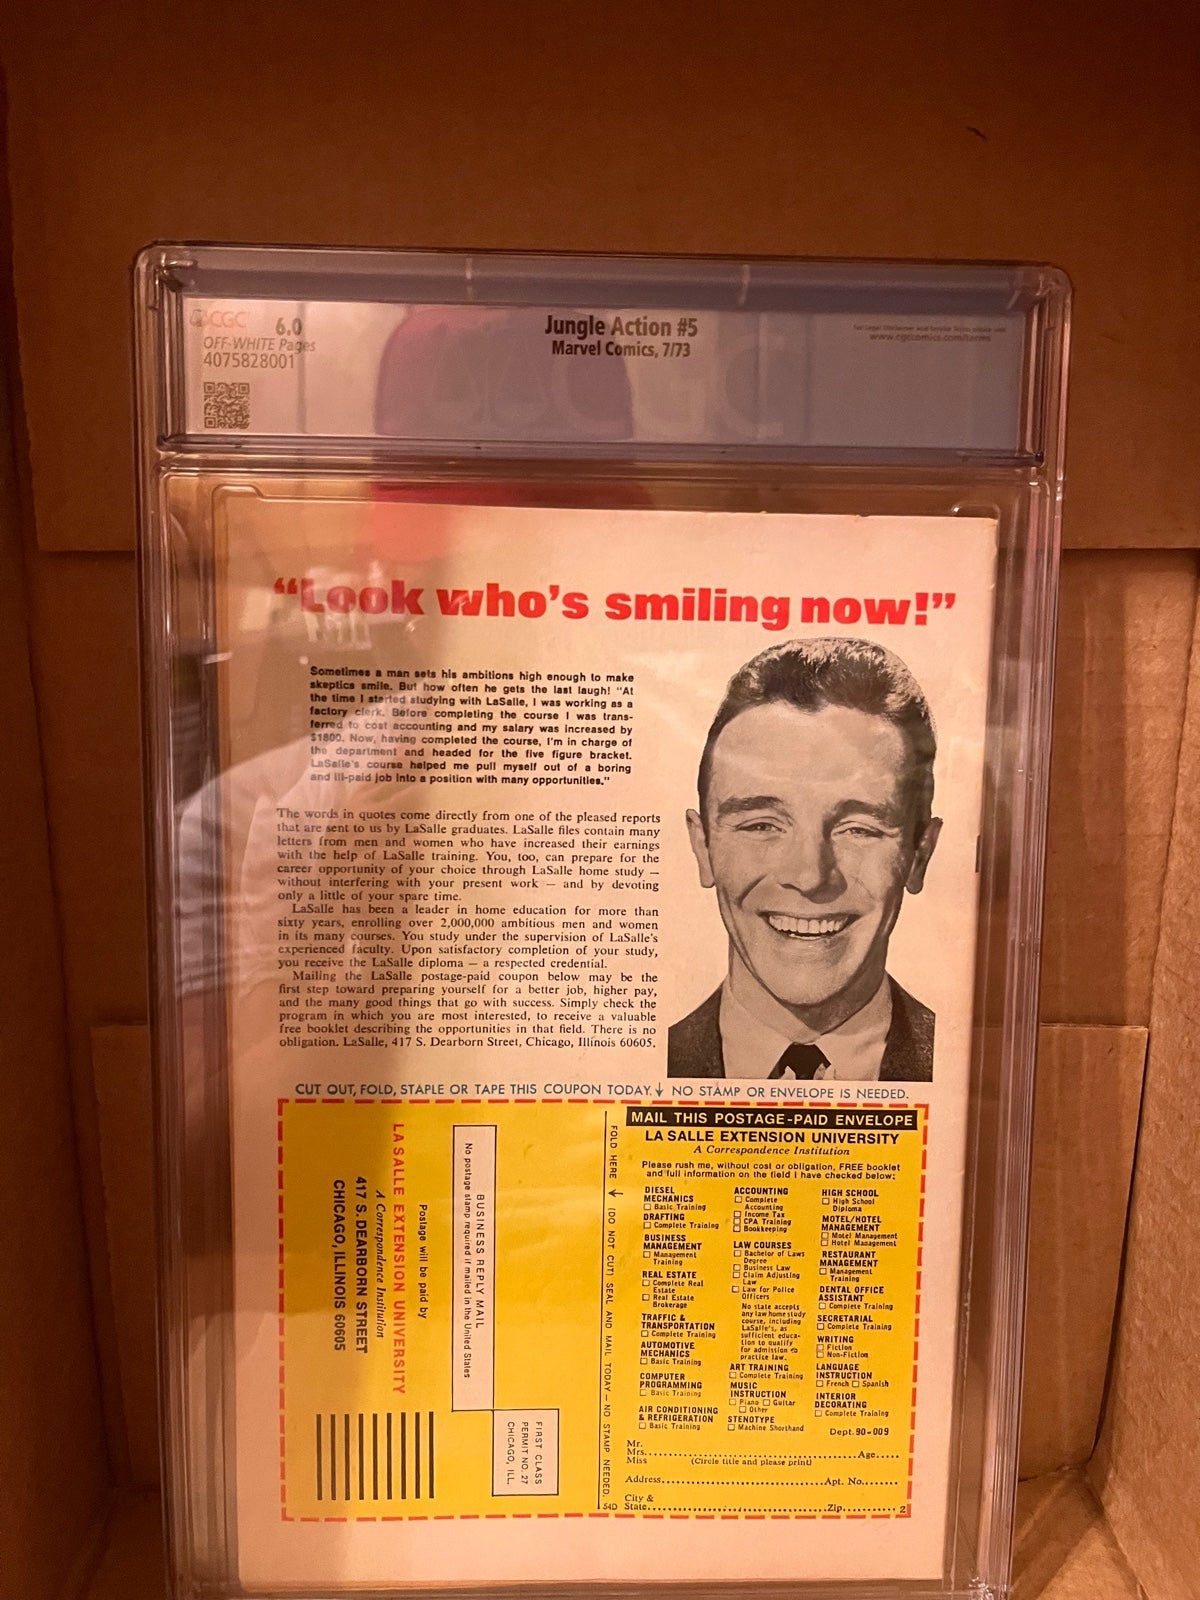 CGC 6.0
OFF-WHITE Pages
4075828001
Jungle Action #5
Marvel Comics, 7/73
www.cgccomics.com/terms
"Look who's smiling now!"
Sometimes a man sets his ambitions high enough to make
skeptics smile. But how often he gets the last laugh! "At
the time I started studying with LaSalle, I was working as a
factory clerk. Before completing the course I was trans-
ferred to cost accounting and my salary was increased by
$1800. Now, having completed the course, I'm in charge of
the department and headed for the five figure bracket.
LaSalle's course helped me pull myself out of a boring
and ill-paid job into a position with many opportunities."
The words in quotes come directly from one of the pleased reports
that are sent to us by LaSalle graduates. LaSalle files contain many
letters from men and women who have increased their earnings
with the help of LaSalle training. You, too, can prepare for the
career opportunity of your choice through LaSalle home study —
without interfering with your present work — and by devoting
only a little of your spare time.
LaSalle has been a leader in home education for more than
sixty years, enrolling over 2,000,000 ambitious men and women
in its many courses. You study under the supervision of LaSalle's
experienced faculty. Upon satisfactory completion of your study,
you receive the LaSalle diploma — a respected credential.
Mailing the LaSalle postage-paid coupon below may be the
first step toward preparing yourself for a better job, higher pay,
and the many good things that go with success. Simply check the
program in which you are most interested, to receive a valuable
free booklet describing the opportunities in that field. There is no
obligation. LaSalle, 417 S. Dearborn Street, Chicago, Illinois 60605.
CUT OUT, FOLD, STAPLE OR TAPE THIS COUPON TODAY. ↓ NO STAMP OR ENVELOPE IS NEEDED.
FIRST CLASS
PERMIT NO. 27
CHICAGO, ILL.
BUSINESS REPLY MAIL
No postage stamp required if mailed in the United States
Postage will be paid by
LA SALLE EXTENSION UNIVERSITY
A Correspondence Institution
417 S. DEARBORN STREET
CHICAGO, ILLINOIS 60605
FOLD HERE → (DO NOT CUT) SEAL AND MAIL TODAY — NO STAMP NEEDED.
54D
MAIL THIS POSTAGE-PAID ENVELOPE
LA SALLE EXTENSION UNIVERSITY
A Correspondence Institution
Please rush me, without cost or obligation, FREE booklet
and full information on the field I have checked below:
DIESEL
MECHANICS
☐ Basic Training
DRAFTING
☐ Complete Training
BUSINESS
MANAGEMENT
☐ Management
Training
REAL ESTATE
☐ Complete Real
Estate
☐ Real Estate
Brokerage
TRAFFIC &
TRANSPORTATION
☐ Complete Training
AUTOMOTIVE
MECHANICS
☐ Basic Training
COMPUTER
PROGRAMMING
☐ Basic Training
AIR CONDITIONING
& REFRIGERATION
☐ Basic Training
ACCOUNTING
☐ Complete
Accounting
☐ Income Tax
☐ CPA Training
☐ Bookkeeping
LAW COURSES
☐ Bachelor of Laws
Degree
☐ Business Law
☐ Claim Adjusting
Law
☐ Law for Police
Officers
No state accepts
any law home study
course, including
LaSalle's, as
sufficient educa-
tion to qualify
for admission to
practice law.
ART TRAINING
☐ Complete Training
MUSIC
INSTRUCTION
☐ Piano ☐ Guitar
☐ Other
STENOTYPE
☐ Machine Shorthand
HIGH SCHOOL
☐ High School
Diploma
MOTEL/HOTEL
MANAGEMENT
☐ Motel Management
☐ Hotel Management
RESTAURANT
MANAGEMENT
☐ Management
Training
DENTAL OFFICE
ASSISTANT
☐ Complete Training
SECRETARIAL
☐ Complete Training
WRITING
☐ Fiction
☐ Non-Fiction
LANGUAGE
INSTRUCTION
☐ French ☐ Spanish
INTERIOR
DECORATING
☐ Complete Training
Dept. 90-009
Mr.
Mrs. Age
Miss (Circle title and please print)
Address Apt. No.
City &
State Zip 2